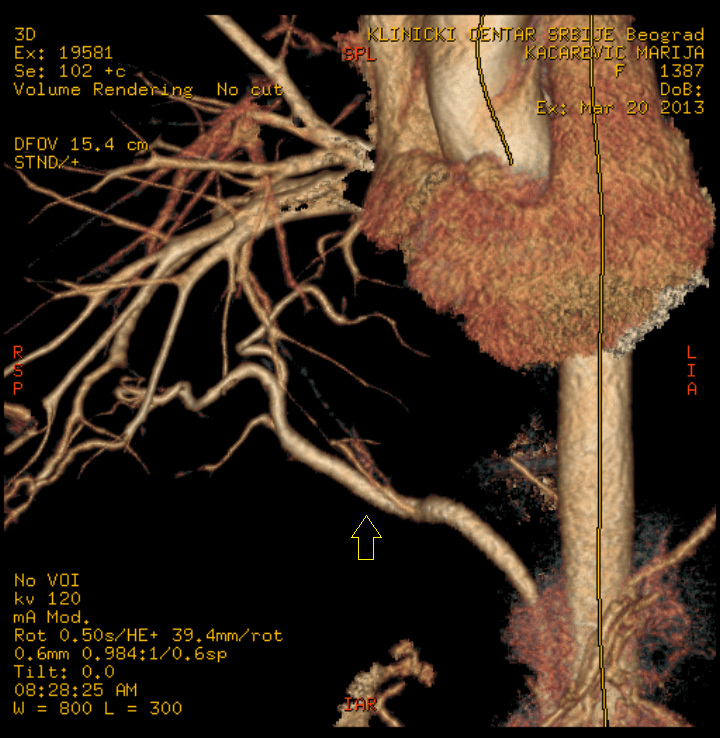 3D
Ex: 19581
Se: 102 +c
Volume Rendering No cut
DFOV 15.4 cm
STND/+
SPL
KLINICKI CENTAR SRBIJE Beograd
KACAREVIC MARIJA
F 1387
DoB:
Ex: Mar 20 2013
R
S
P
L
I
A
No VOI
kv 120
mA Mod.
Rot 0.50s/HE+ 39.4mm/rot
0.6mm 0.984:1/0.6sp
Tilt: 0.0
08:28:25 AM
W = 800 L = 300
IAR